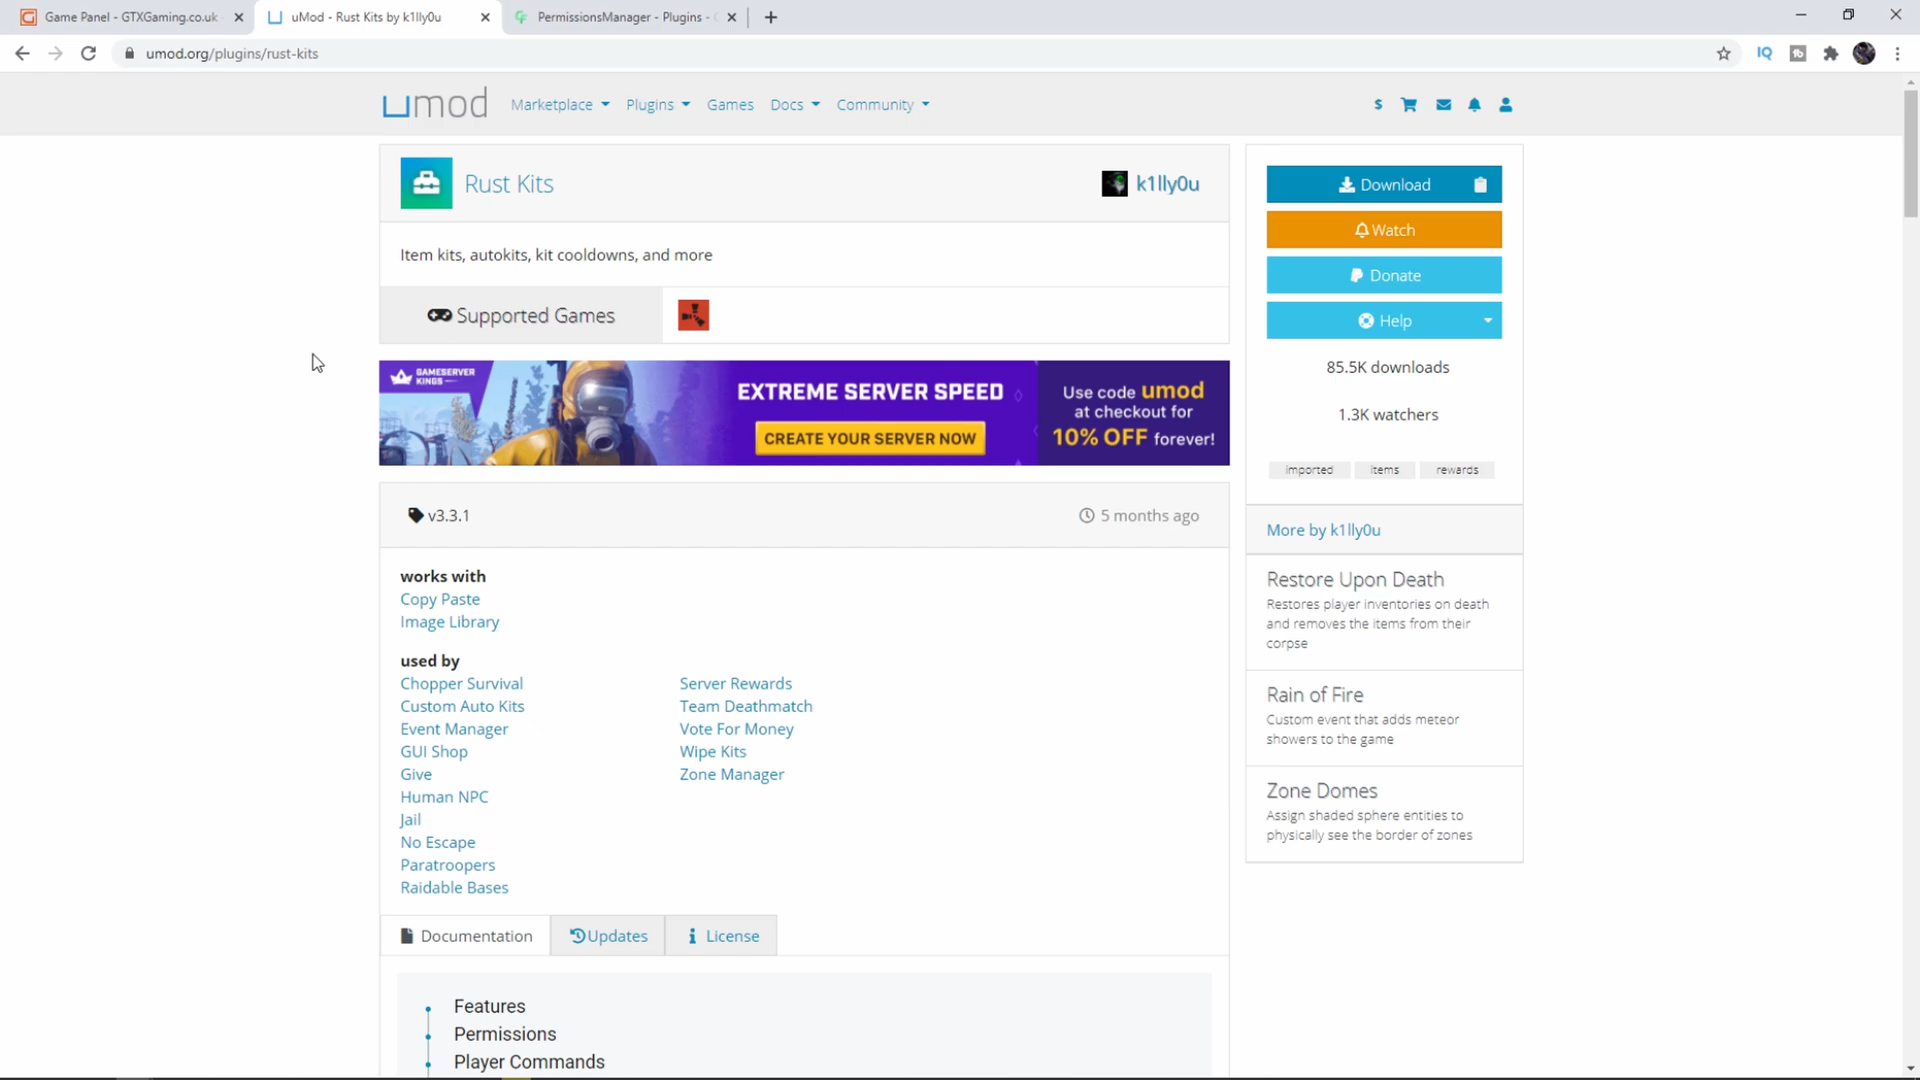 Game Panel - GTXGaming.co.uk
uMod - Rust Kits by k1lly0u
PermissionsManager - Plugins -
umod.org/plugins/rust-kits
IQ
umod
Marketplace
Plugins
Games
Docs
Community
$
Rust Kits
k1lly0u
Item kits, autokits, kit cooldowns, and more
Supported Games
GAMESERVER
KINGS
EXTREME SERVER SPEED
CREATE YOUR SERVER NOW
Use code umod
at checkout for
10% OFF forever!
v3.3.1
5 months ago
works with
Copy Paste
Image Library
used by
Chopper Survival
Custom Auto Kits
Event Manager
GUI Shop
Give
Human NPC
Jail
No Escape
Paratroopers
Raidable Bases
Server Rewards
Team Deathmatch
Vote For Money
Wipe Kits
Zone Manager
Documentation
Updates
License
Features
Permissions
Player Commands
Download
Watch
Donate
Help
85.5K downloads
1.3K watchers
imported
items
rewards
More by k1lly0u
Restore Upon Death
Restores player inventories on death
and removes the items from their
corpse
Rain of Fire
Custom event that adds meteor
showers to the game
Zone Domes
Assign shaded sphere entities to
physically see the border of zones